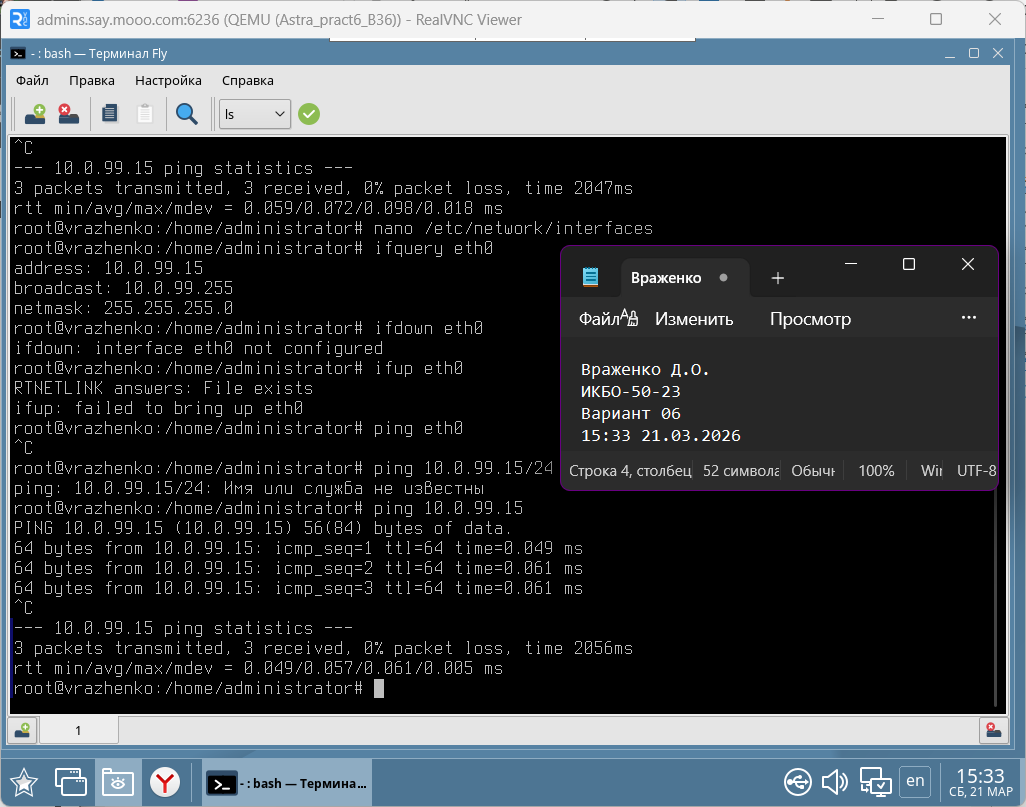 admins.say.mooo.com:6236 (QEMU (Astra_pract6_B36)) - RealVNC Viewer
- : bash — Терминал Fly
Файл Правка Настройка Справка
ls
^C
--- 10.0.99.15 ping statistics ---
3 packets transmitted, 3 received, 0% packet loss, time 2047ms
rtt min/avg/max/mdev = 0.059/0.072/0.098/0.018 ms
root@vrazhenko:/home/administrator# nano /etc/network/interfaces
root@vrazhenko:/home/administrator# ifquery eth0
address: 10.0.99.15
broadcast: 10.0.99.255
netmask: 255.255.255.0
root@vrazhenko:/home/administrator# ifdown eth0
ifdown: interface eth0 not configured
root@vrazhenko:/home/administrator# ifup eth0
RTNETLINK answers: File exists
ifup: failed to bring up eth0
root@vrazhenko:/home/administrator# ping eth0
^C
root@vrazhenko:/home/administrator# ping 10.0.99.15/24
ping: 10.0.99.15/24: Имя или служба не известны
root@vrazhenko:/home/administrator# ping 10.0.99.15
PING 10.0.99.15 (10.0.99.15) 56(84) bytes of data.
64 bytes from 10.0.99.15: icmp_seq=1 ttl=64 time=0.049 ms
64 bytes from 10.0.99.15: icmp_seq=2 ttl=64 time=0.061 ms
64 bytes from 10.0.99.15: icmp_seq=3 ttl=64 time=0.061 ms
^C
--- 10.0.99.15 ping statistics ---
3 packets transmitted, 3 received, 0% packet loss, time 2056ms
rtt min/avg/max/mdev = 0.049/0.057/0.061/0.005 ms
root@vrazhenko:/home/administrator#
Враженко
Файл Изменить Просмотр
Враженко Д.О.
ИКБО-50-23
Вариант 06
15:33 21.03.2026
Строка 4, столбец 52 символа Обычн 100% Wir UTF-8
1
- : bash — Термина...
en
15:33
СБ, 21 МАР